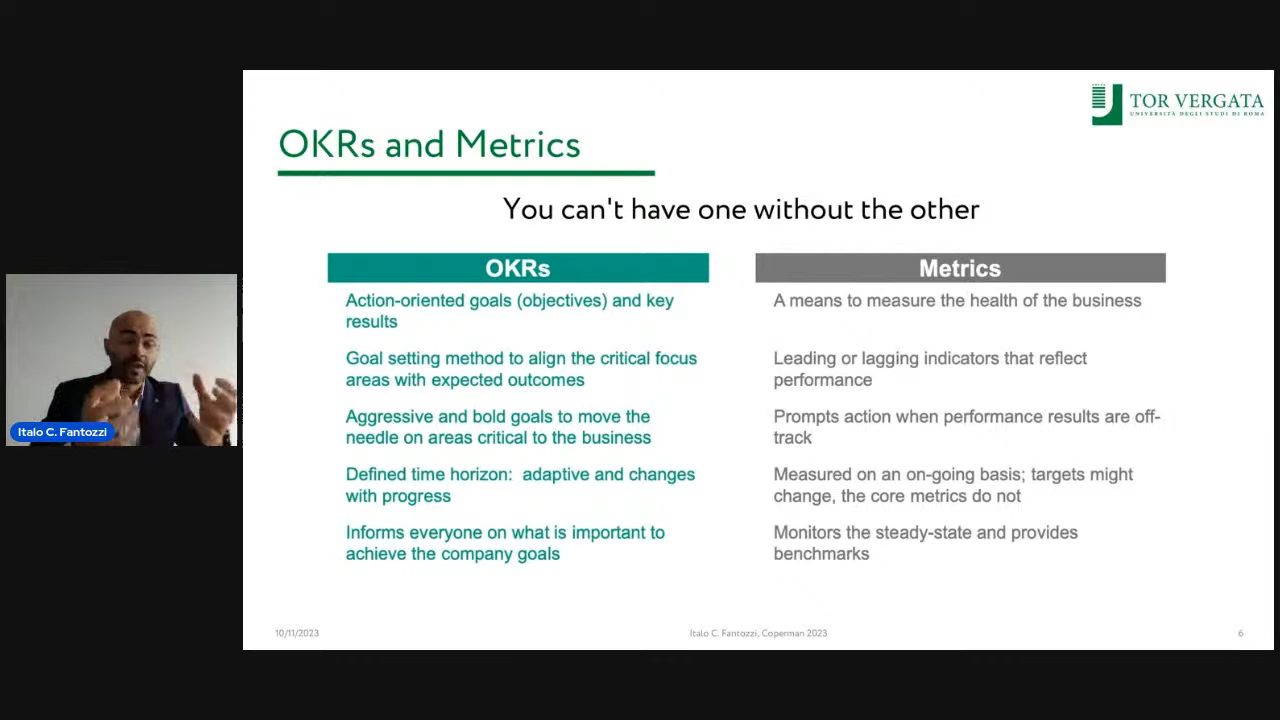 TOR VERGATA
UNIVERSITÀ DEGLI STUDI DI ROMA
OKRs and Metrics
You can't have one without the other
OKRs
Action-oriented goals (objectives) and key
results
Goal setting method to align the critical focus
areas with expected outcomes
Aggressive and bold goals to move the
needle on areas critical to the business
Defined time horizon:  adaptive and changes
with progress
Informs everyone on what is important to
achieve the company goals
Metrics
A means to measure the health of the business
Leading or lagging indicators that reflect
performance
Prompts action when performance results are off-
track
Measured on an on-going basis; targets might
change, the core metrics do not
Monitors the steady-state and provides
benchmarks
Italo C. Fantozzi
10/11/2023
Italo C. Fantozzi, Coperman 2023
6